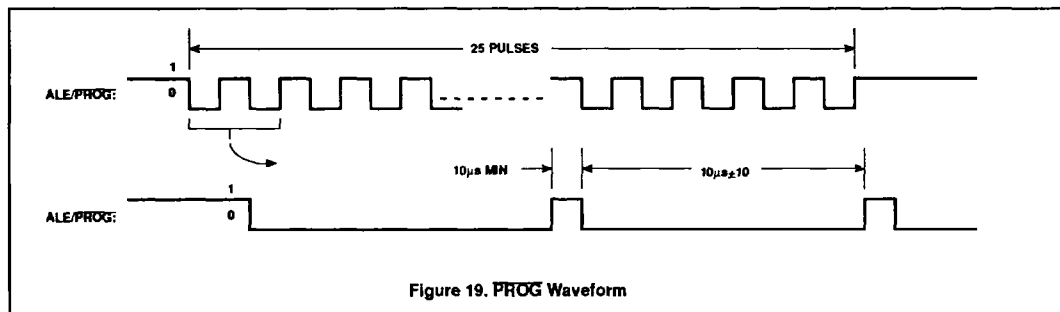 25 PULSES
1
ALE/PROG:
0
10µs MIN
10µs±10
1
ALE/PROG:
0
Figure 19. PROG Waveform